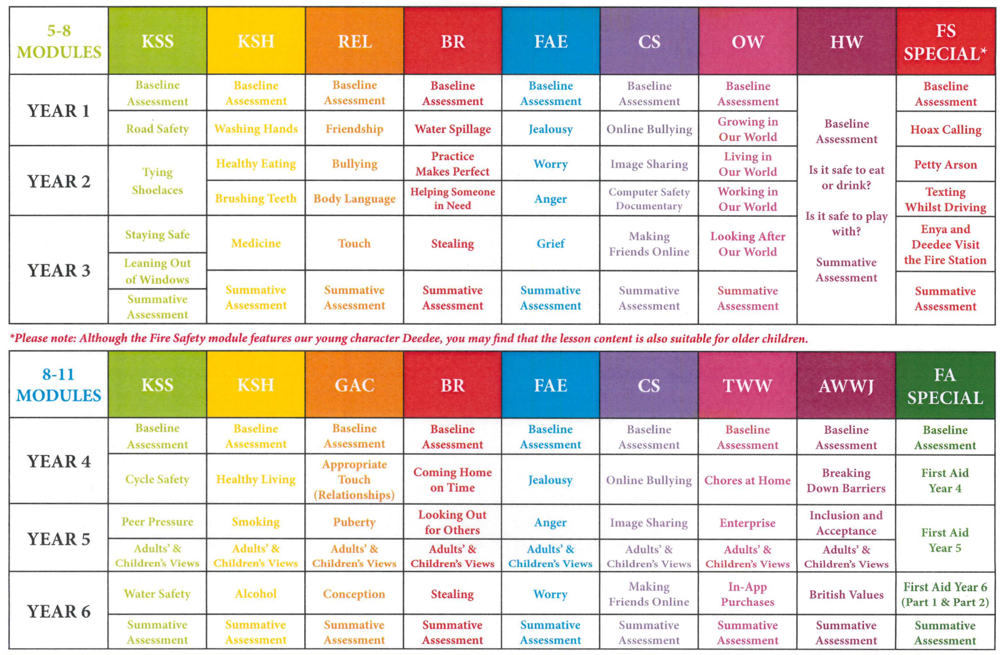 5-8
MODULES
KSS
KSH
REL
BR
FAE
CS
OW
HW
FS
SPECIAL*
YEAR 1
Baseline
Assessment
Baseline
Assessment
Baseline
Assessment
Baseline
Assessment
Baseline
Assessment
Baseline
Assessment
Baseline
Assessment
Baseline
Assessment
Is it safe to eat
or drink?
Is it safe to play
with?
Summative
Assessment
Baseline
Assessment
Road Safety
Washing Hands
Friendship
Water Spillage
Jealousy
Online Bullying
Growing in
Our World
Hoax Calling
YEAR 2
Tying
Shoelaces
Healthy Eating
Bullying
Practice
Makes Perfect
Worry
Image Sharing
Living in
Our World
Petty Arson
Brushing Teeth
Body Language
Helping Someone
in Need
Anger
Computer Safety
Documentary
Working in
Our World
Texting
Whilst Driving
YEAR 3
Staying Safe
Leaning Out
of Windows
Summative
Assessment
Medicine
Touch
Stealing
Grief
Making
Friends Online
Looking After
Our World
Enya and
Deedee Visit
the Fire Station
Summative
Assessment
Summative
Assessment
Summative
Assessment
Summative
Assessment
Summative
Assessment
Summative
Assessment
Summative
Assessment
*Please note: Although the Fire Safety module features our young character Deedee, you may find that the lesson content is also suitable for older children.
8-11
MODULES
KSS
KSH
GAC
BR
FAE
CS
TWW
AWWJ
FA
SPECIAL
YEAR 4
Baseline
Assessment
Baseline
Assessment
Baseline
Assessment
Baseline
Assessment
Baseline
Assessment
Baseline
Assessment
Baseline
Assessment
Baseline
Assessment
Baseline
Assessment
Cycle Safety
Healthy Living
Appropriate
Touch
(Relationships)
Coming Home
on Time
Jealousy
Online Bullying
Chores at Home
Breaking
Down Barriers
First Aid
Year 4
YEAR 5
Peer Pressure
Smoking
Puberty
Looking Out
for Others
Anger
Image Sharing
Enterprise
Inclusion and
Acceptance
First Aid
Year 5
Adults’ &
Children’s Views
Adults’ &
Children’s Views
Adults’ &
Children’s Views
Adults’ &
Children’s Views
Adults’ &
Children’s Views
Adults’ &
Children’s Views
Adults’ &
Children’s Views
Adults’ &
Children’s Views
YEAR 6
Water Safety
Alcohol
Conception
Stealing
Worry
Making
Friends Online
In-App
Purchases
British Values
First Aid Year 6
(Part 1 & Part 2)
Summative
Assessment
Summative
Assessment
Summative
Assessment
Summative
Assessment
Summative
Assessment
Summative
Assessment
Summative
Assessment
Summative
Assessment
Summative
Assessment